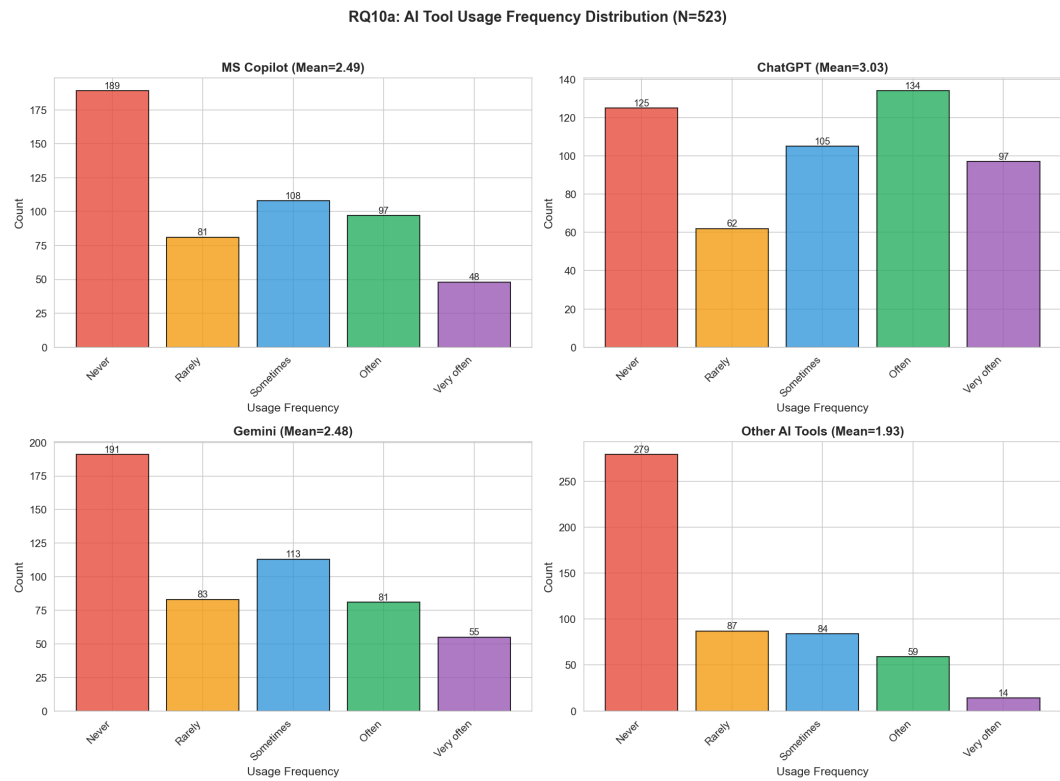 RQ10a: AI Tool Usage Frequency Distribution (N=523)
MS Copilot (Mean=2.49)
189
81
108
97
48
175
150
125
100
75
50
25
0
Count
Never
Rarely
Sometimes
Often
Very often
Usage Frequency
ChatGPT (Mean=3.03)
125
62
105
134
97
140
120
100
80
60
40
20
0
Count
Never
Rarely
Sometimes
Often
Very often
Usage Frequency
Gemini (Mean=2.48)
191
83
113
81
55
200
175
150
125
100
75
50
25
0
Count
Never
Rarely
Sometimes
Often
Very often
Usage Frequency
Other AI Tools (Mean=1.93)
279
87
84
59
14
250
200
150
100
50
0
Count
Never
Rarely
Sometimes
Often
Very often
Usage Frequency